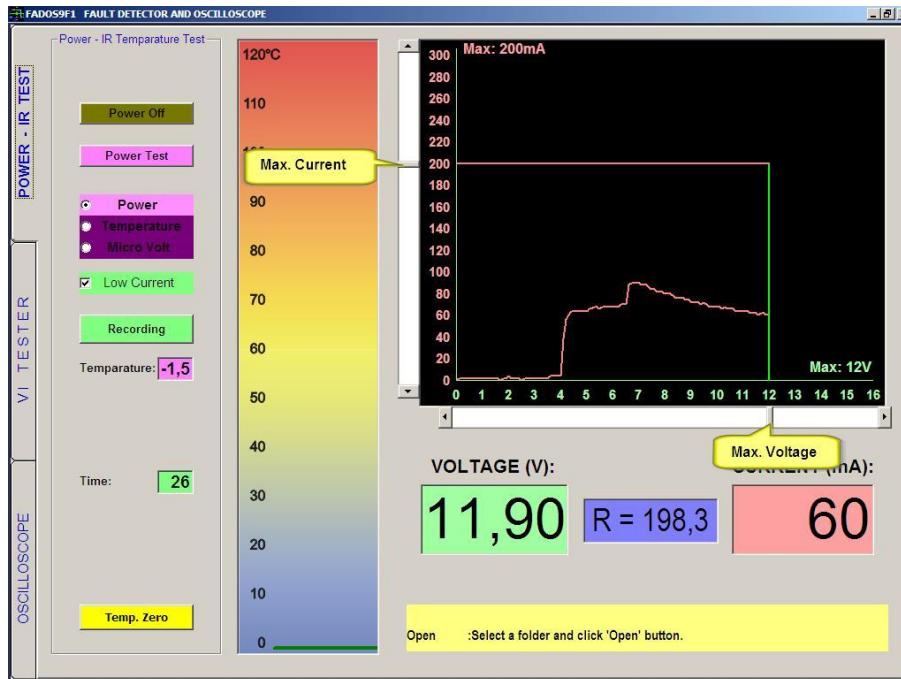 FADOS9F1 FAULT DETECTOR AND OSCILLOSCOPE
POWER - IR TEST
VI TESTER
OSCILLOSCOPE
Power - IR Temparature Test
Power Off
Power Test
Power
Temperature
Micro Volt
Low Current
Recording
Temparature: -1,5
Time: 26
Temp. Zero
120ºC
110
90
80
70
60
50
40
30
20
10
0
Max. Current
Max: 200mA
300
280
260
240
220
200
180
160
140
120
100
80
60
40
20
0
Max: 12V
0 1 2 3 4 5 6 7 8 9 10 11 12 13 14 15 16
Max. Voltage
VOLTAGE (V):
(mA):
11,90
R = 198,3
60
Open :Select a folder and click 'Open' button.